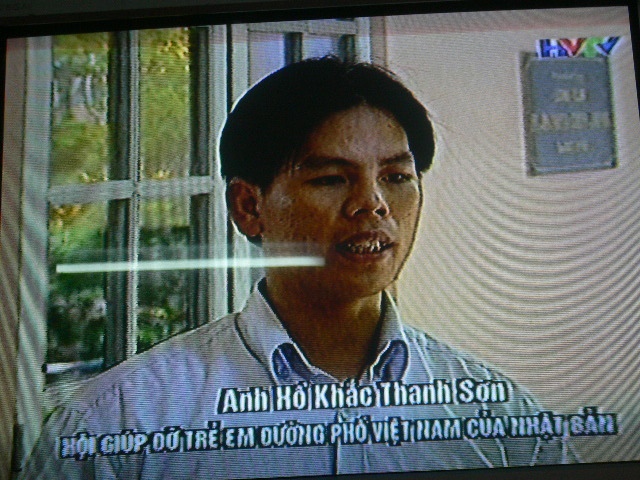 HVTV
Anh Hồ Khắc Thanh Sơn
HỘI GIÚP ĐỠ TRẺ EM ĐƯỜNG PHỐ VIỆT NAM CỦA NHẬT BẢN